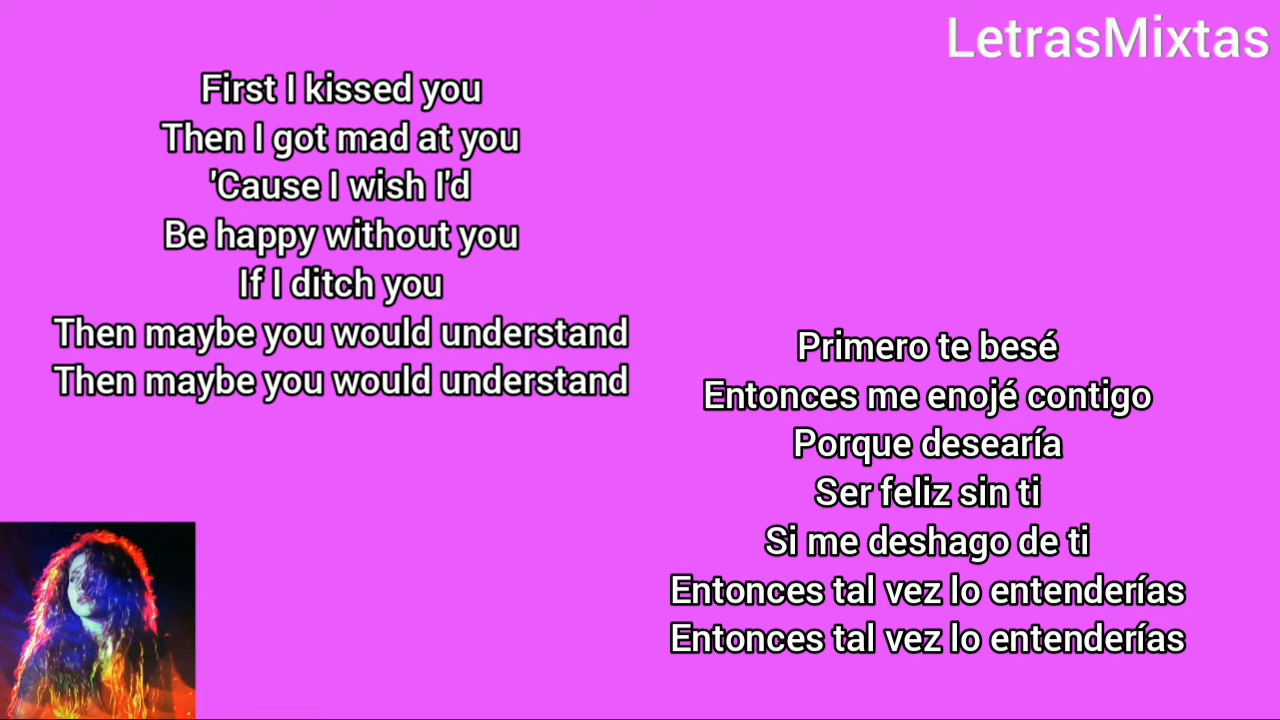 LetrasMixtas
First I kissed you
Then I got mad at you
'Cause I wish I'd
Be happy without you
If I ditch you
Then maybe you would understand
Then maybe you would understand
Primero te besé
Entonces me enojé contigo
Porque desearía
Ser feliz sin ti
Si me deshago de ti
Entonces tal vez lo entenderías
Entonces tal vez lo entenderías